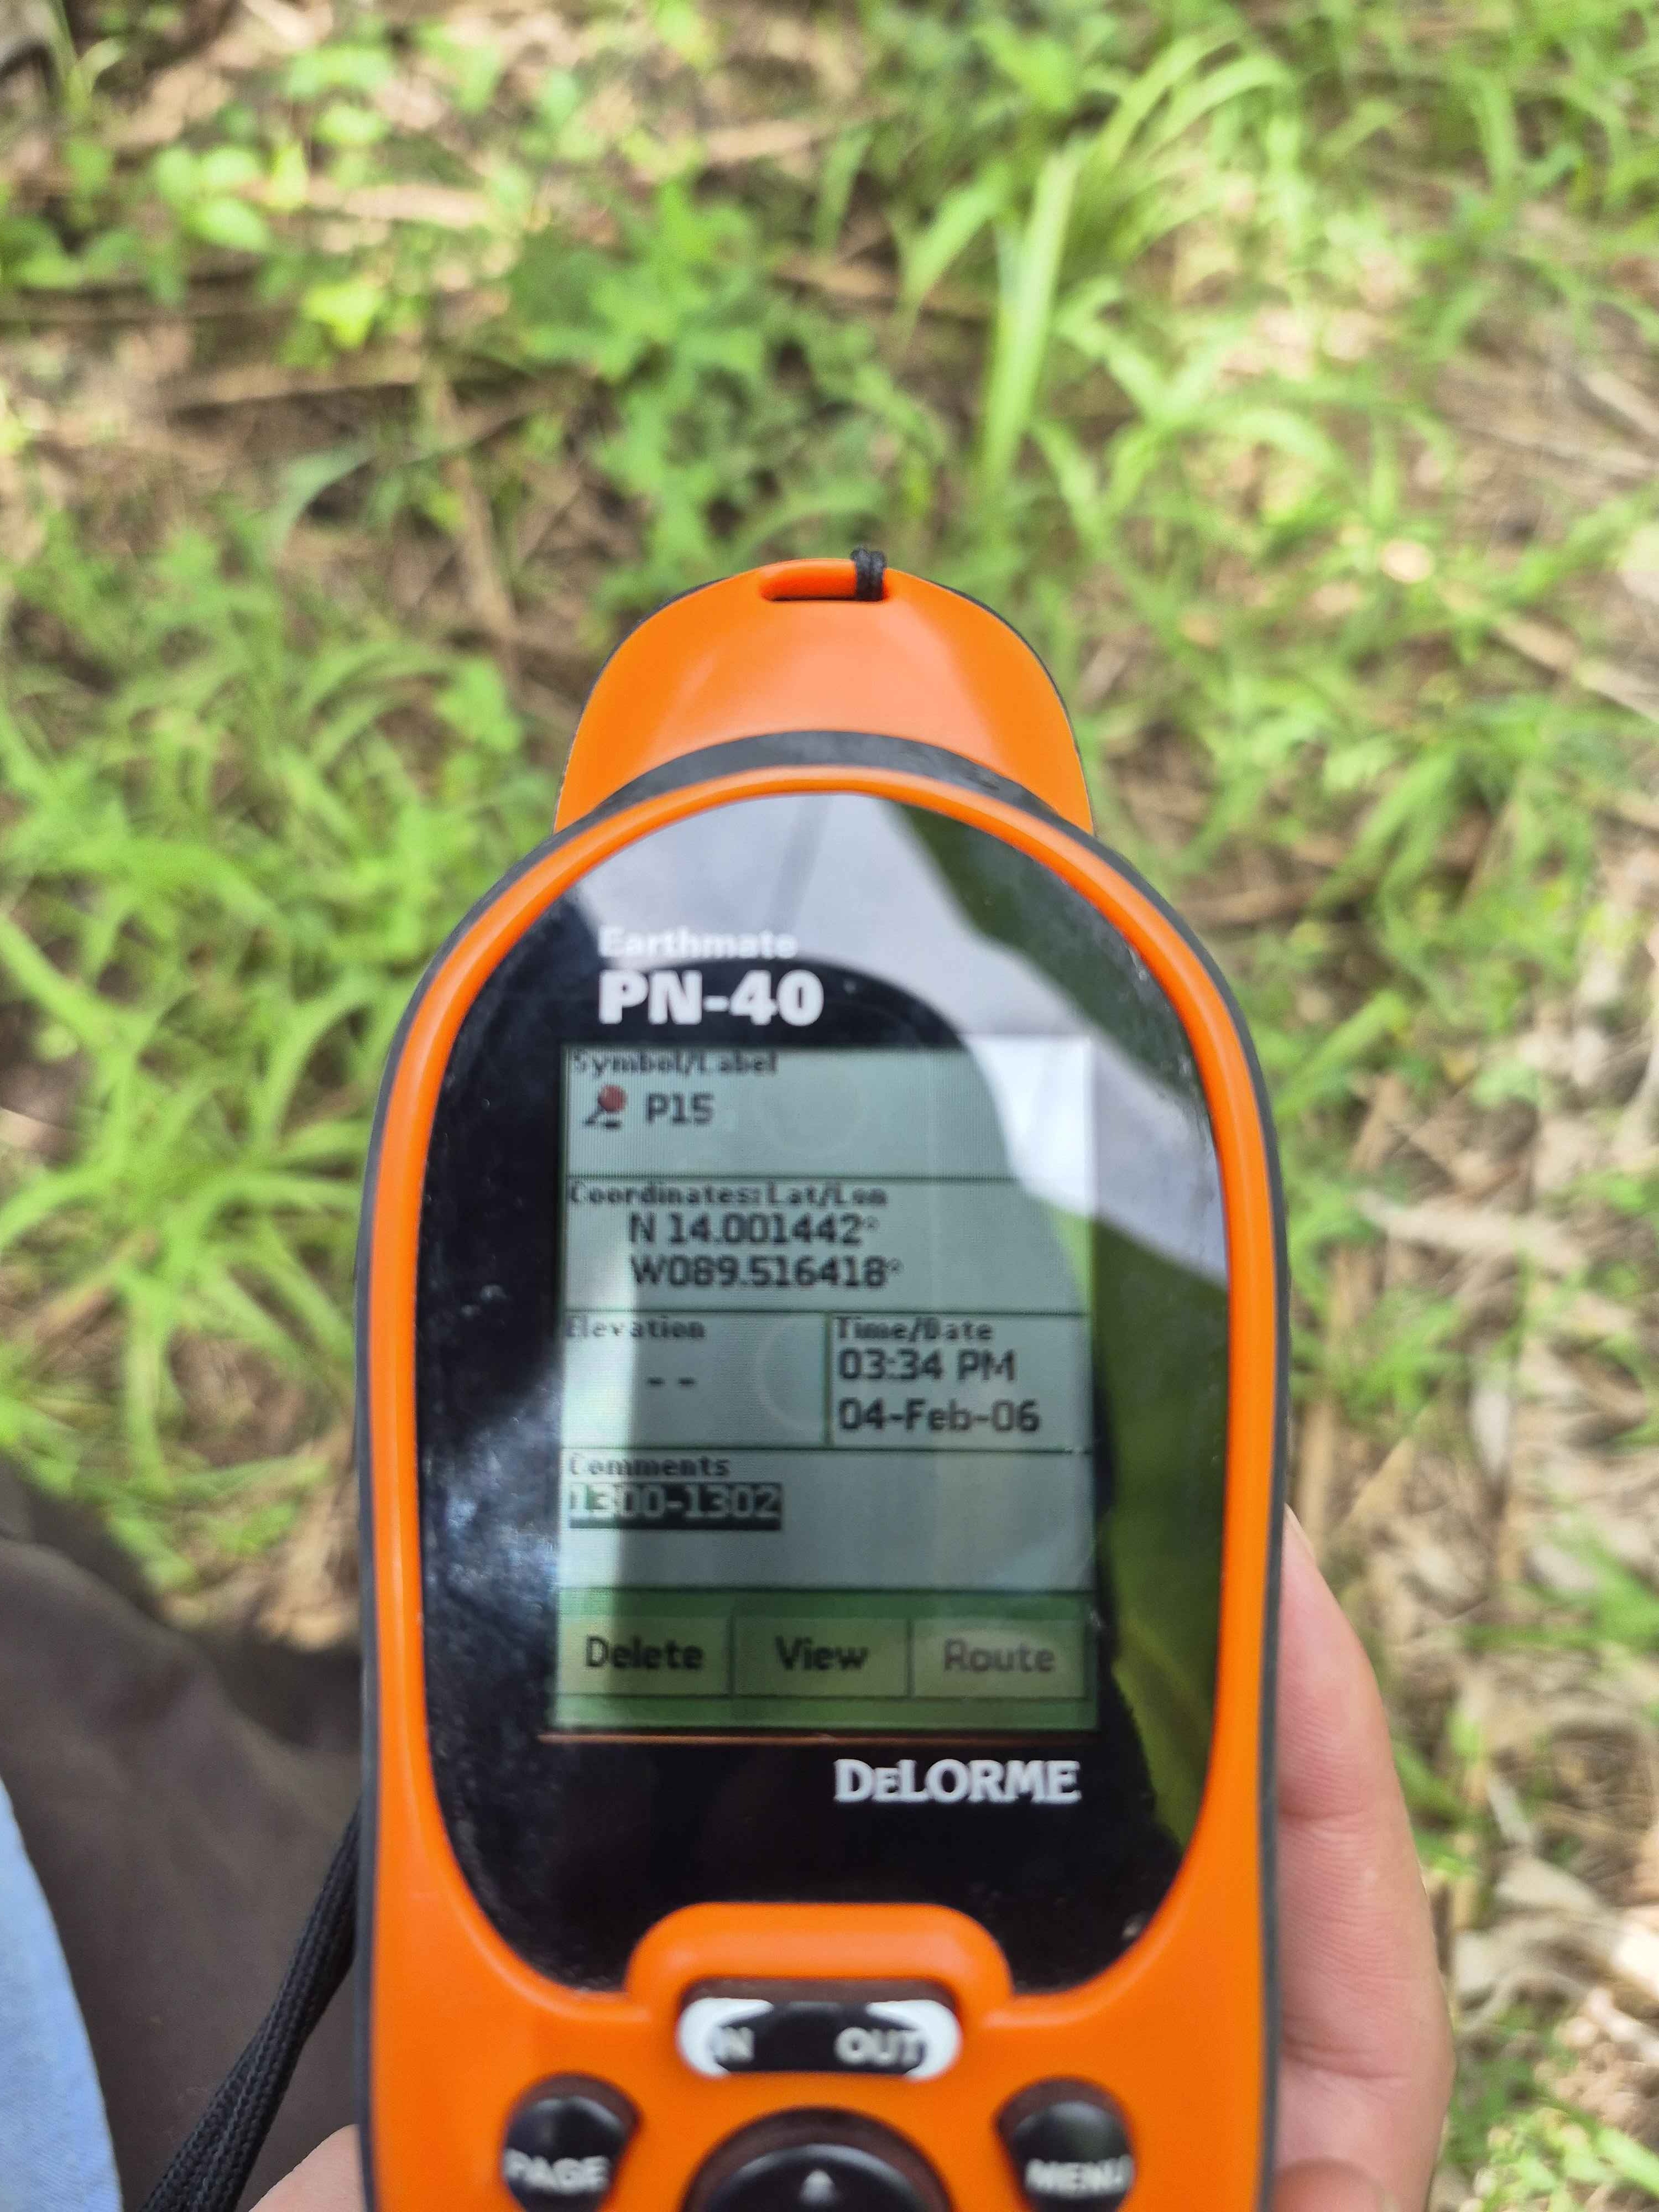 Earthmate
PN-40
Symbol/Label
P15
Coordinates: Lat/Lon
N 14.001442°
W089.516418°
Elevation
- -
Time/Date
03:34 PM
04-Feb-06
Comments
1300-1302
Delete View Route
DELORME
IN OUT
PAGE MENU